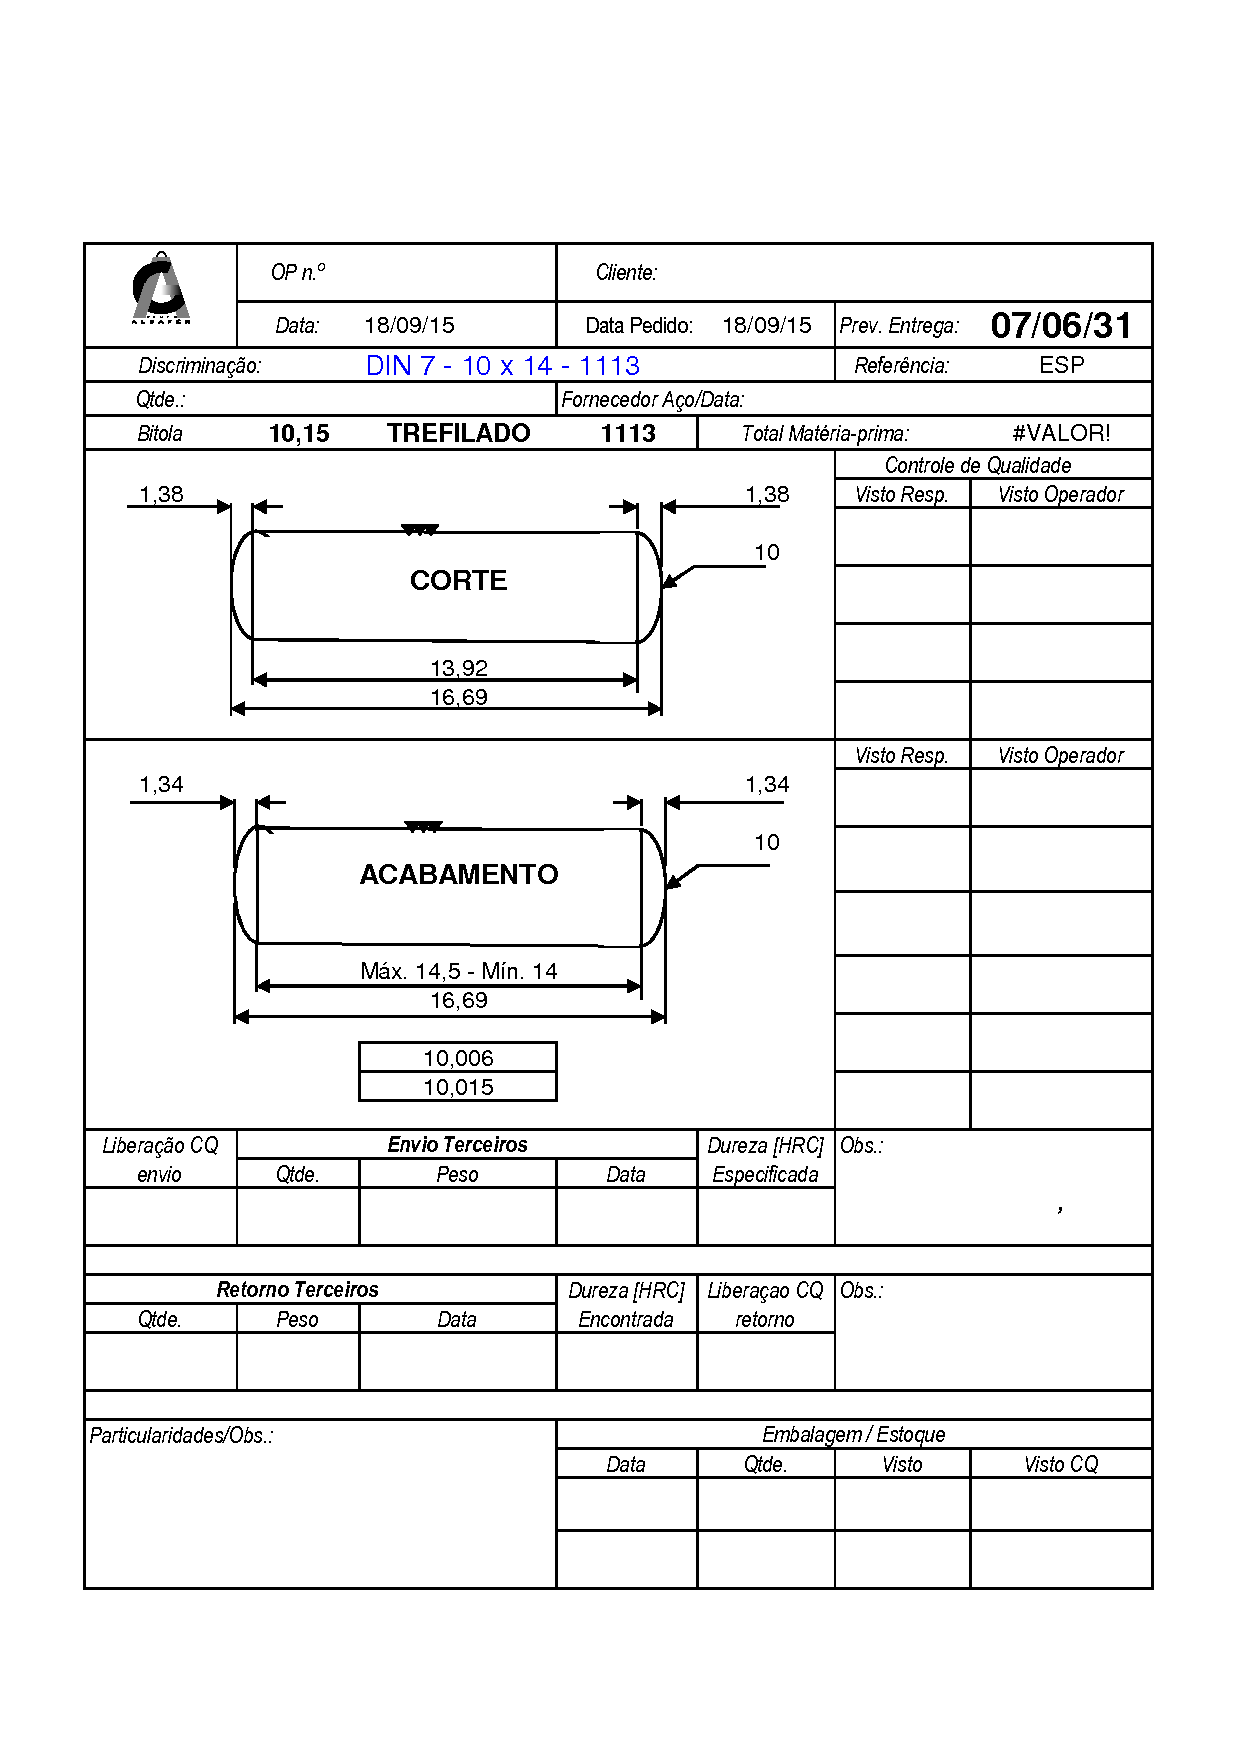 ALBAFER
OP n.º
Cliente:
Data: 18/09/15 Data Pedido: 18/09/15 Prev. Entrega: 07/06/31
Discriminação: DIN 7 - 10 x 14 - 1113 Referência: ESP
Qtde.: Fornecedor Aço/Data:
Bitola 10,15 TREFILADO 1113 Total Matéria-prima: #VALOR!
Controle de Qualidade
1,38 1,38 Visto Resp. Visto Operador
10
CORTE
13,92
16,69
Visto Resp. Visto Operador
1,34 1,34
10
ACABAMENTO
Máx. 14,5 - Mín. 14
16,69
10,006
10,015
Liberação CQ Envio Terceiros Dureza [HRC] Obs.:
envio Qtde. Peso Data Especificada
,
Retorno Terceiros Dureza [HRC] Liberaçao CQ Obs.:
Qtde. Peso Data Encontrada retorno
Particularidades/Obs.: Embalagem / Estoque
Data Qtde. Visto Visto CQ